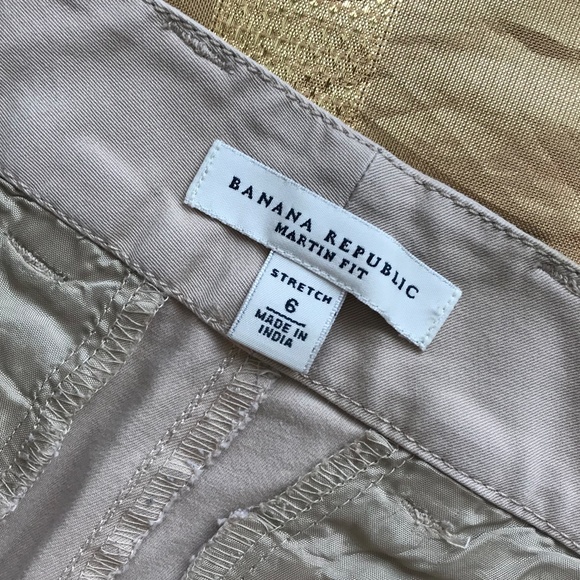 BANANA REPUBLIC
MARTIN FIT
STRETCH
6
MADE IN
INDIA